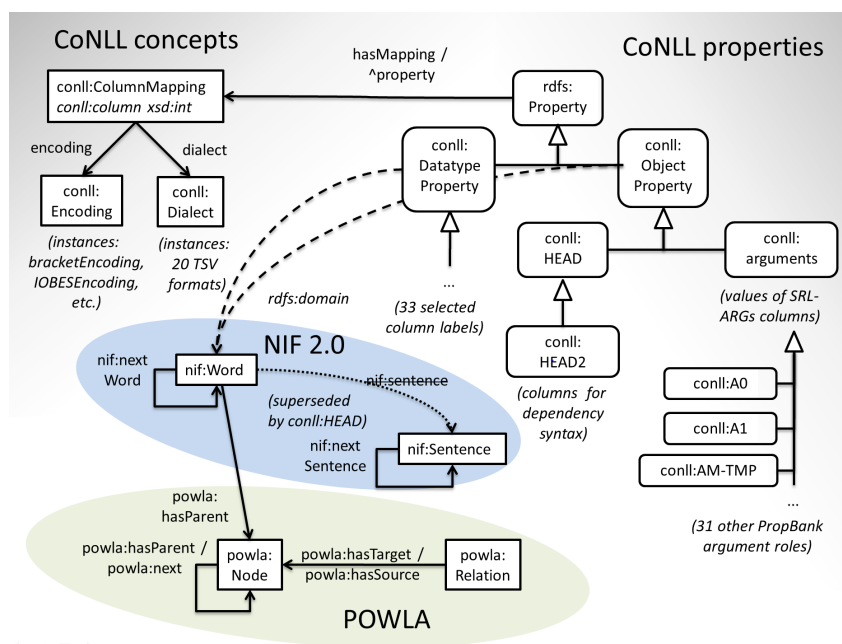 CoNLL concepts
CoNLL properties
hasMapping /
^property
conll:ColumnMapping
conll:column xsd:int
rdfs:
Property
encoding
dialect
conll:
Datatype
Property
conll:
Object
Property
conll:
Encoding
conll:
Dialect
(instances:
bracketEncoding,
IOBESEncoding,
etc.)
(instances:
20 TSV
formats)
conll:
HEAD
conll:
arguments
rdfs:domain
...
(33 selected
column labels)
(values of SRL-
ARGs columns)
conll:
HEAD2
(columns for
dependency
syntax)
NIF 2.0
nif:next
Word
nif:Word
nif:sentence
(superseded
by conll:HEAD)
nif:next
Sentence
nif:Sentence
conll:A0
conll:A1
conll:AM-TMP
...
(31 other PropBank
argument roles)
powla:
hasParent
powla:hasParent /
powla:next
powla:
Node
powla:hasTarget /
powla:hasSource
powla:
Relation
POWLA